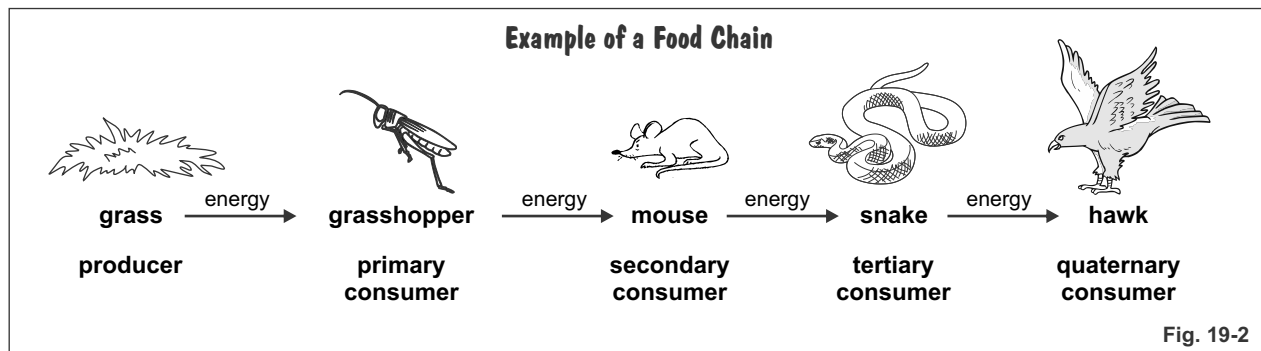 Example of a Food Chain
energy energy energy energy
grass grasshopper mouse snake hawk
producer primary consumer secondary consumer tertiary consumer quaternary consumer
Fig. 19-2